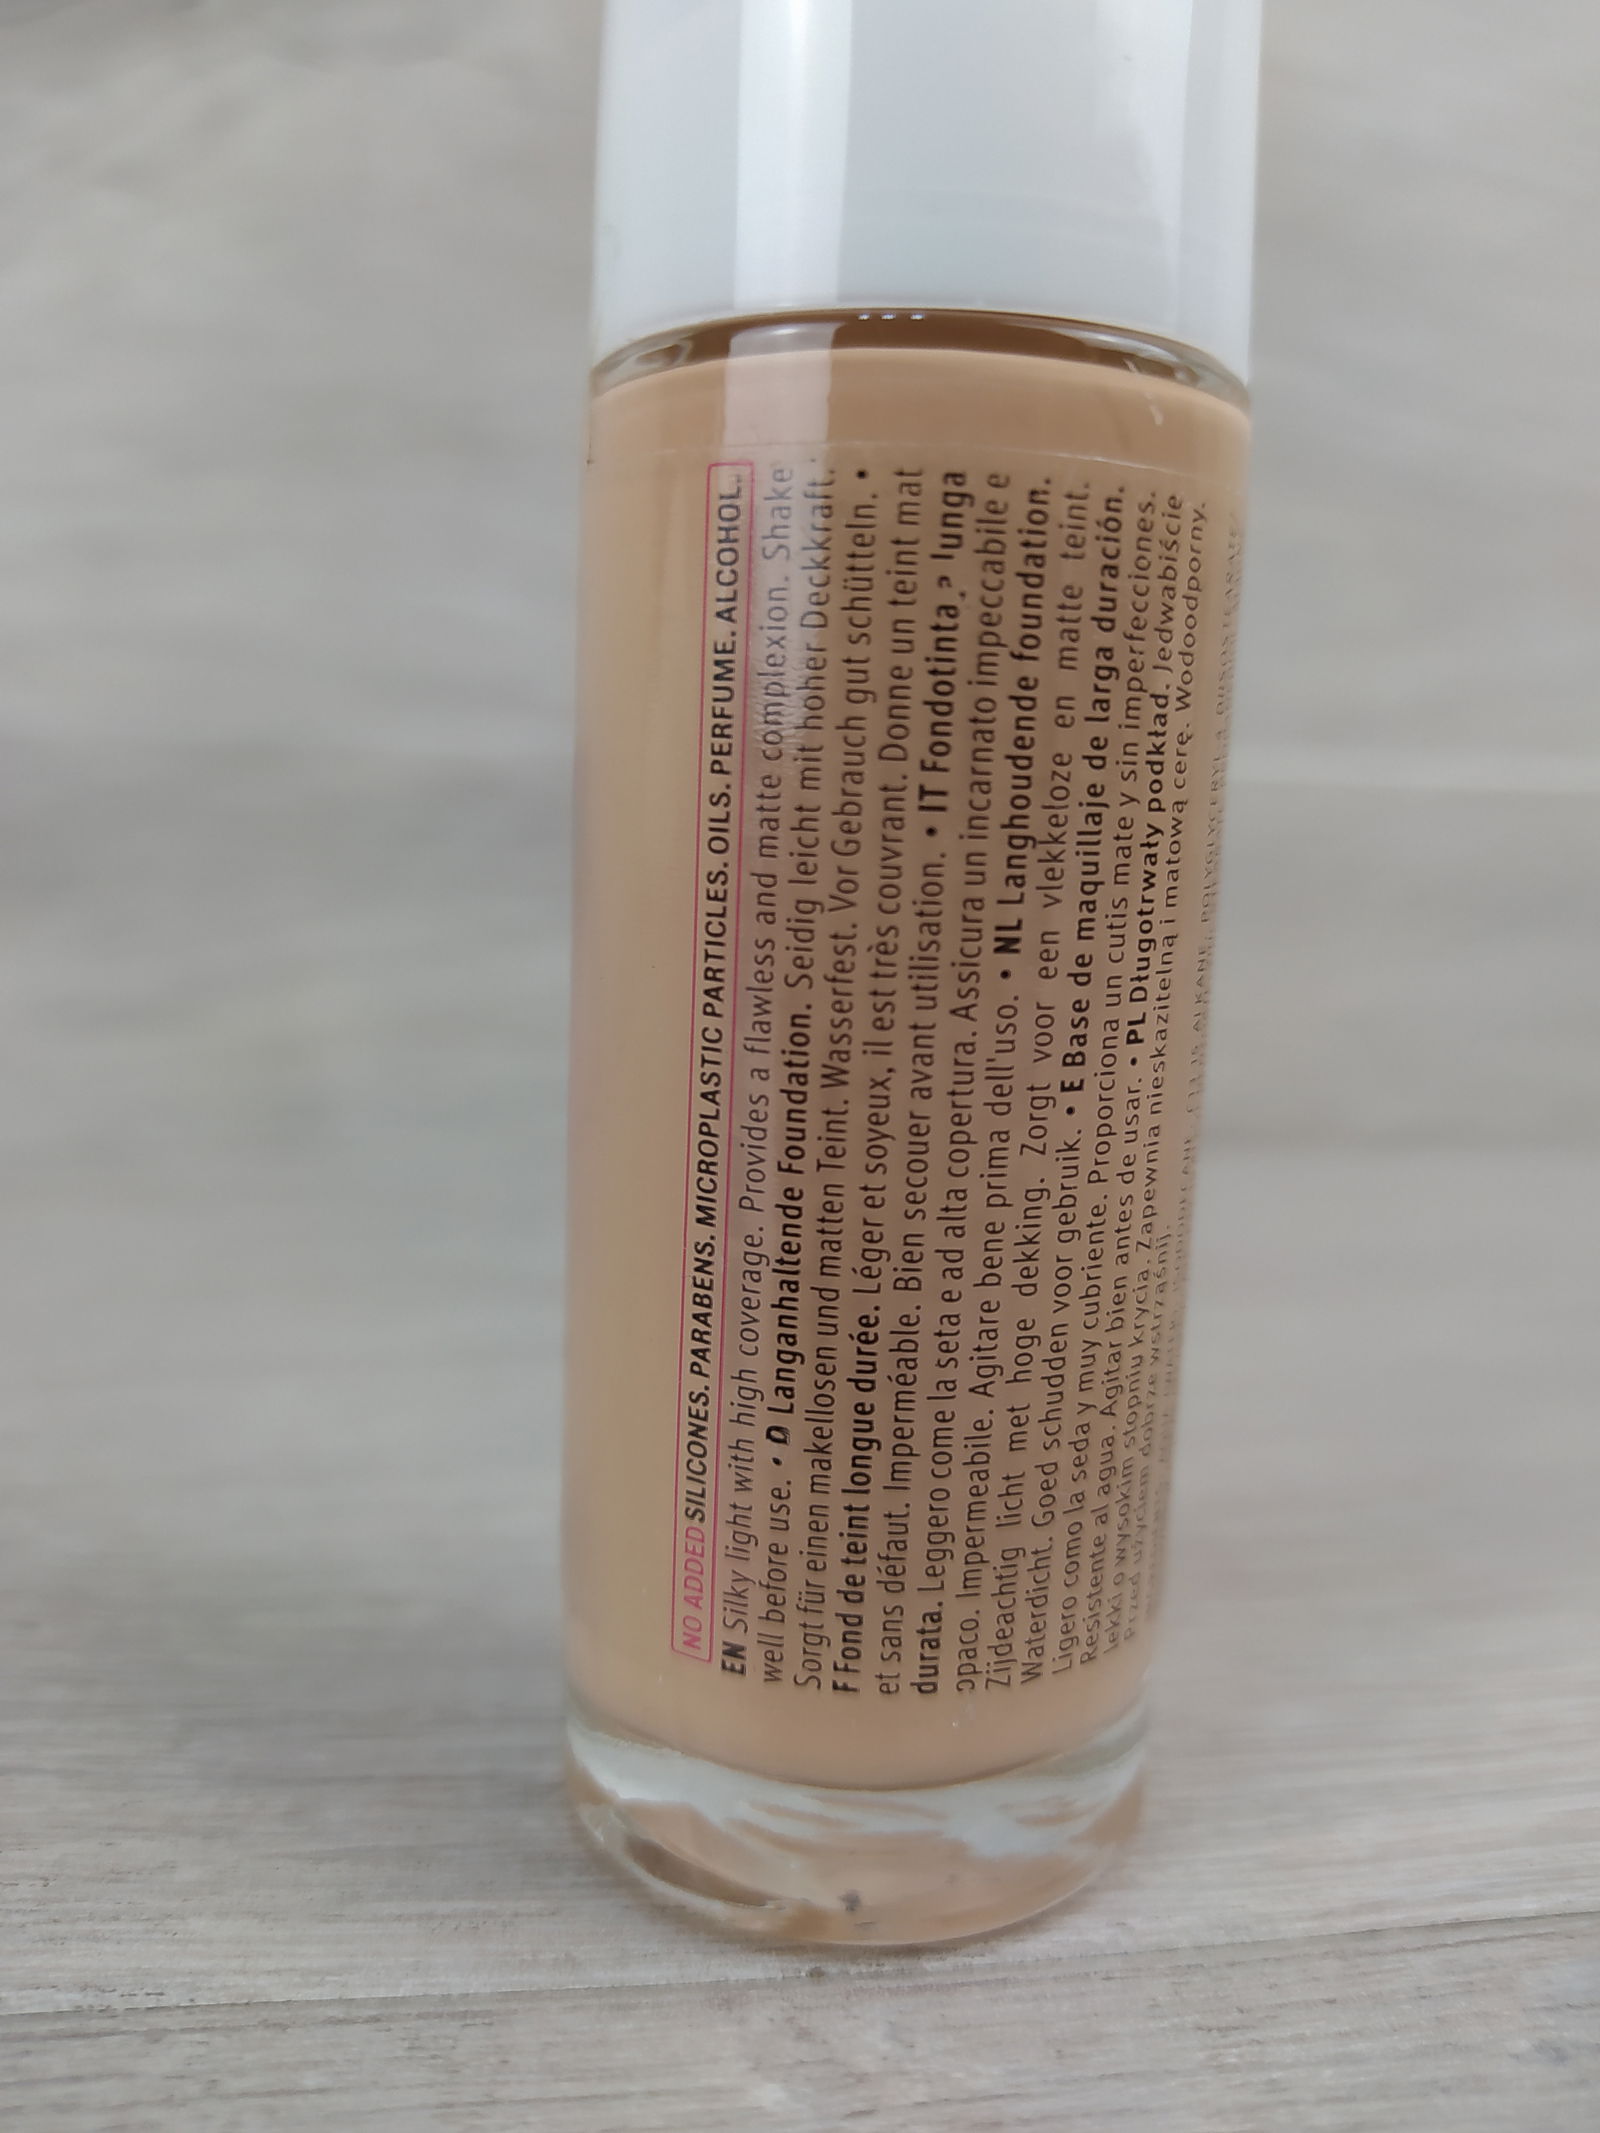 NO ADDED SILICONES. PARABENS. MICROPLASTIC PARTICLES. OILS. PERFUME. ALCOHOL.
EN Silky light with high coverage. Provides a flawless and matte complexion. Shake
well before use. • D Langanhaltende Foundation. Seidig leicht mit hoher Deckkraft.
Sorgt für einen makellosen und matten Teint. Wasserfest. Vor Gebrauch gut schütteln. •
F Fond de teint longue durée. Léger et soyeux, il est très couvrant. Donne un teint mat
et sans défaut. Imperméable. Bien secouer avant utilisation. • IT Fondotinta a lunga
durata. Leggero come la seta e ad alta copertura. Assicura un incarnato impeccabile e
opaco. Impermeabile. Agitare bene prima dell'uso. • NL Langhoudende foundation.
Zijdeachtig licht met hoge dekking. Zorgt voor een vlekkeloze en matte teint.
Waterdicht. Goed schudden voor gebruik. • E Base de maquillaje de larga duración.
Ligero como la seda y muy cubriente. Proporciona un cutis mate y sin imperfecciones.
Resistente al agua. Agitar bien antes de usar. • PL Długotrwały podkład. Jedwabiście
lekki o wysokim stopniu krycia. Zapewnia nieskazitelną i matową cerę. Wodoodporny.
Przed użyciem dobrze wstrząsnij.